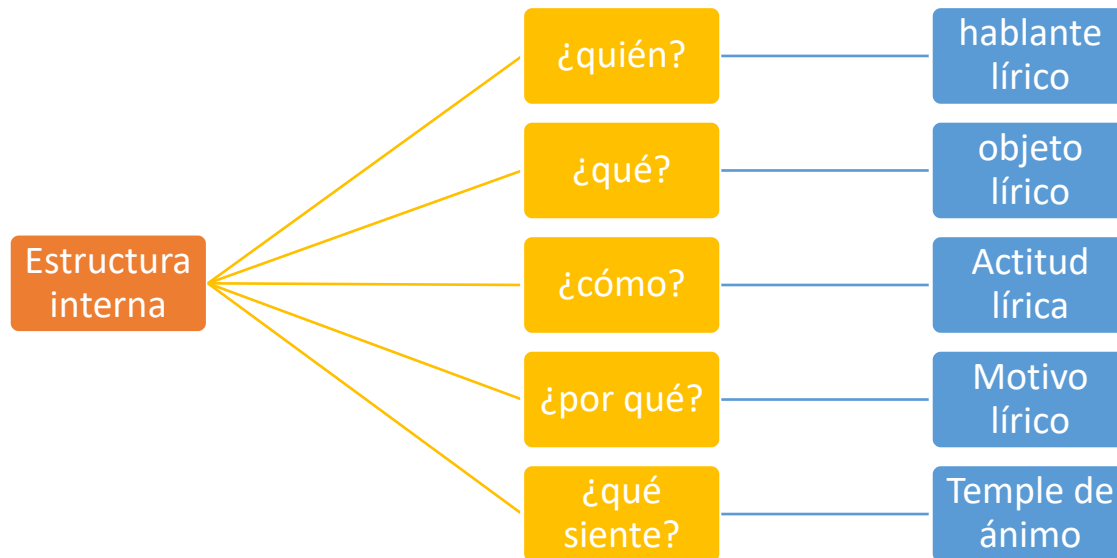 Estructura
interna
¿quién?
hablante
lírico
¿qué?
objeto
lírico
¿cómo?
Actitud
lírica
¿por qué?
Motivo
lírico
¿qué
siente?
Temple de
ánimo